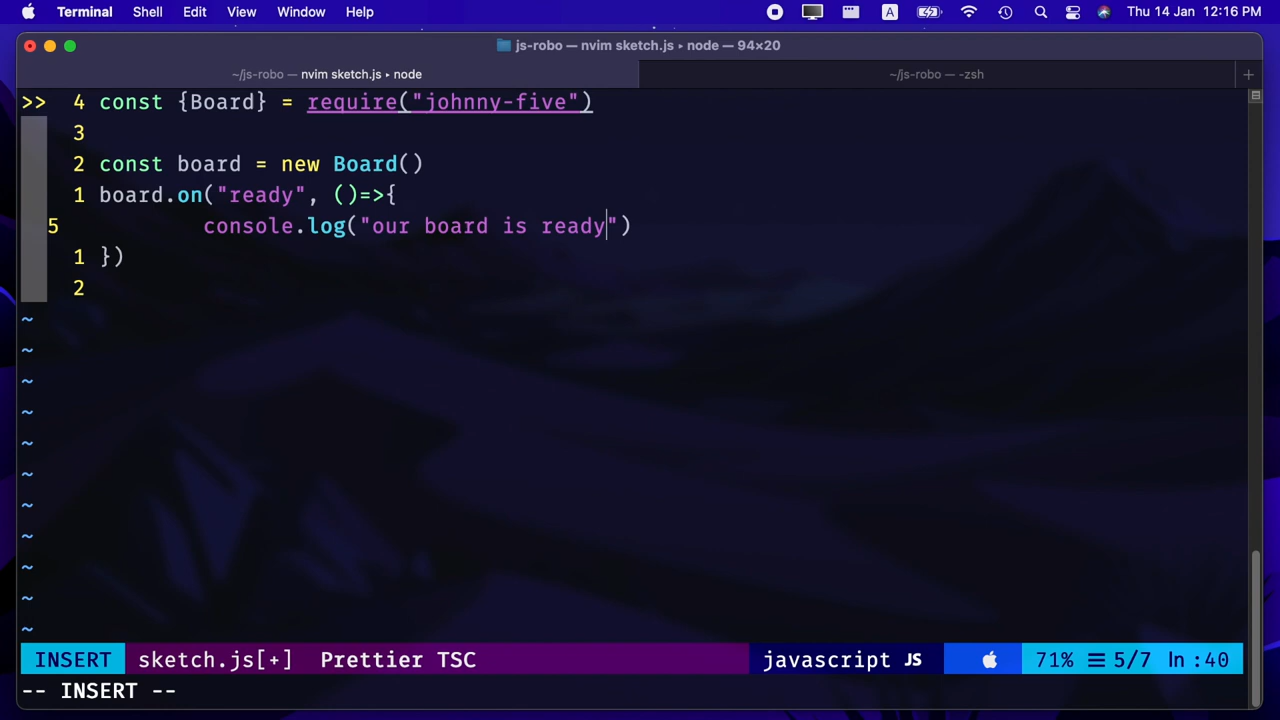 Terminal Shell Edit View Window Help A Thu 14 Jan 12:16 PM
js-robo — nvim sketch.js ▸ node — 94×20
~/js-robo — nvim sketch.js ▸ node ~/js-robo — -zsh +
>> 4 const {Board} = require("johnny-five")
3
2 const board = new Board()
1 board.on("ready", ()=>{
5 console.log("our board is ready")
1 })
2
~
~
~
~
~
~
~
~
~
~
~
INSERT sketch.js[+] Prettier TSC javascript JS 71% ☰ 5/7 ln :40
-- INSERT --